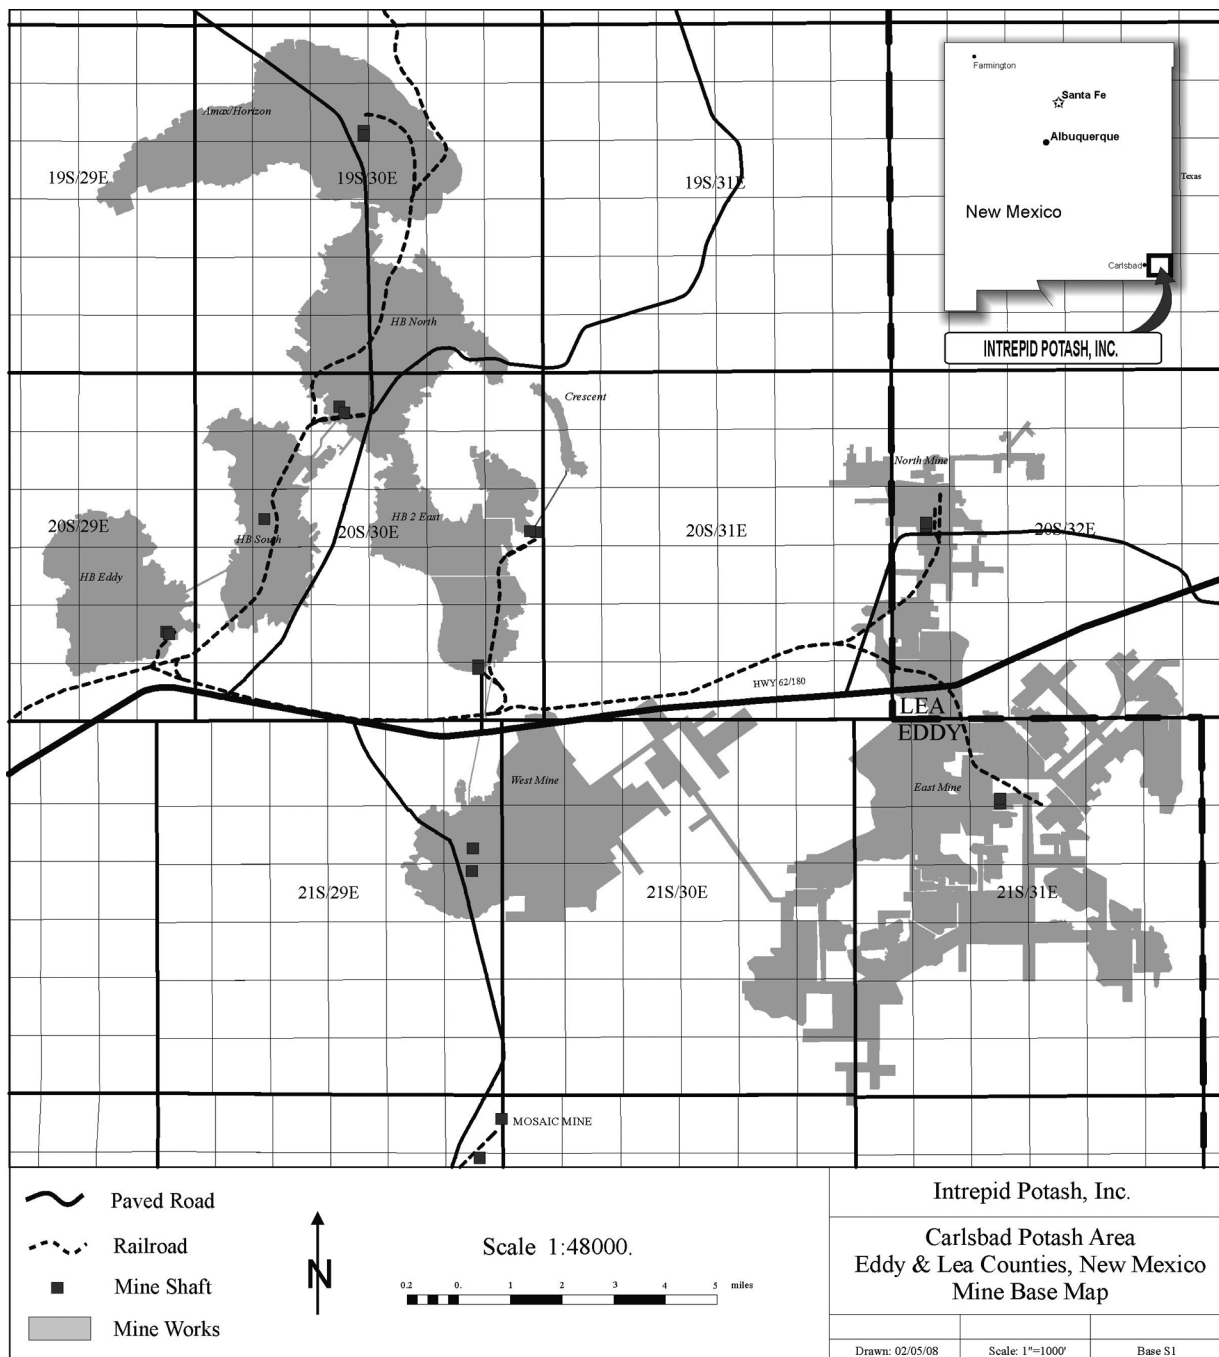 Farmington
Santa Fe
Albuquerque
Texas
New Mexico
Carlsbad
INTREPID POTASH, INC.
Amax/Horizon
19S/29E
19S/30E
19S/31E
HB North
Crescent
North Mine
20S/29E
HB South
20S/30E
HB 2 East
20S/31E
20S/32E
HB Eddy
HWY 62/180
LEA
EDDY
West Mine
East Mine
21S/29E
21S/30E
21S/31E
MOSAIC MINE
Paved Road
Railroad
Mine Shaft
Mine Works
N
Scale 1:48000.
0.2 0. 1 2 3 4 5 miles
Intrepid Potash, Inc.
Carlsbad Potash Area
Eddy & Lea Counties, New Mexico
Mine Base Map
Drawn: 02/05/08 Scale: 1"=1000' Base S1